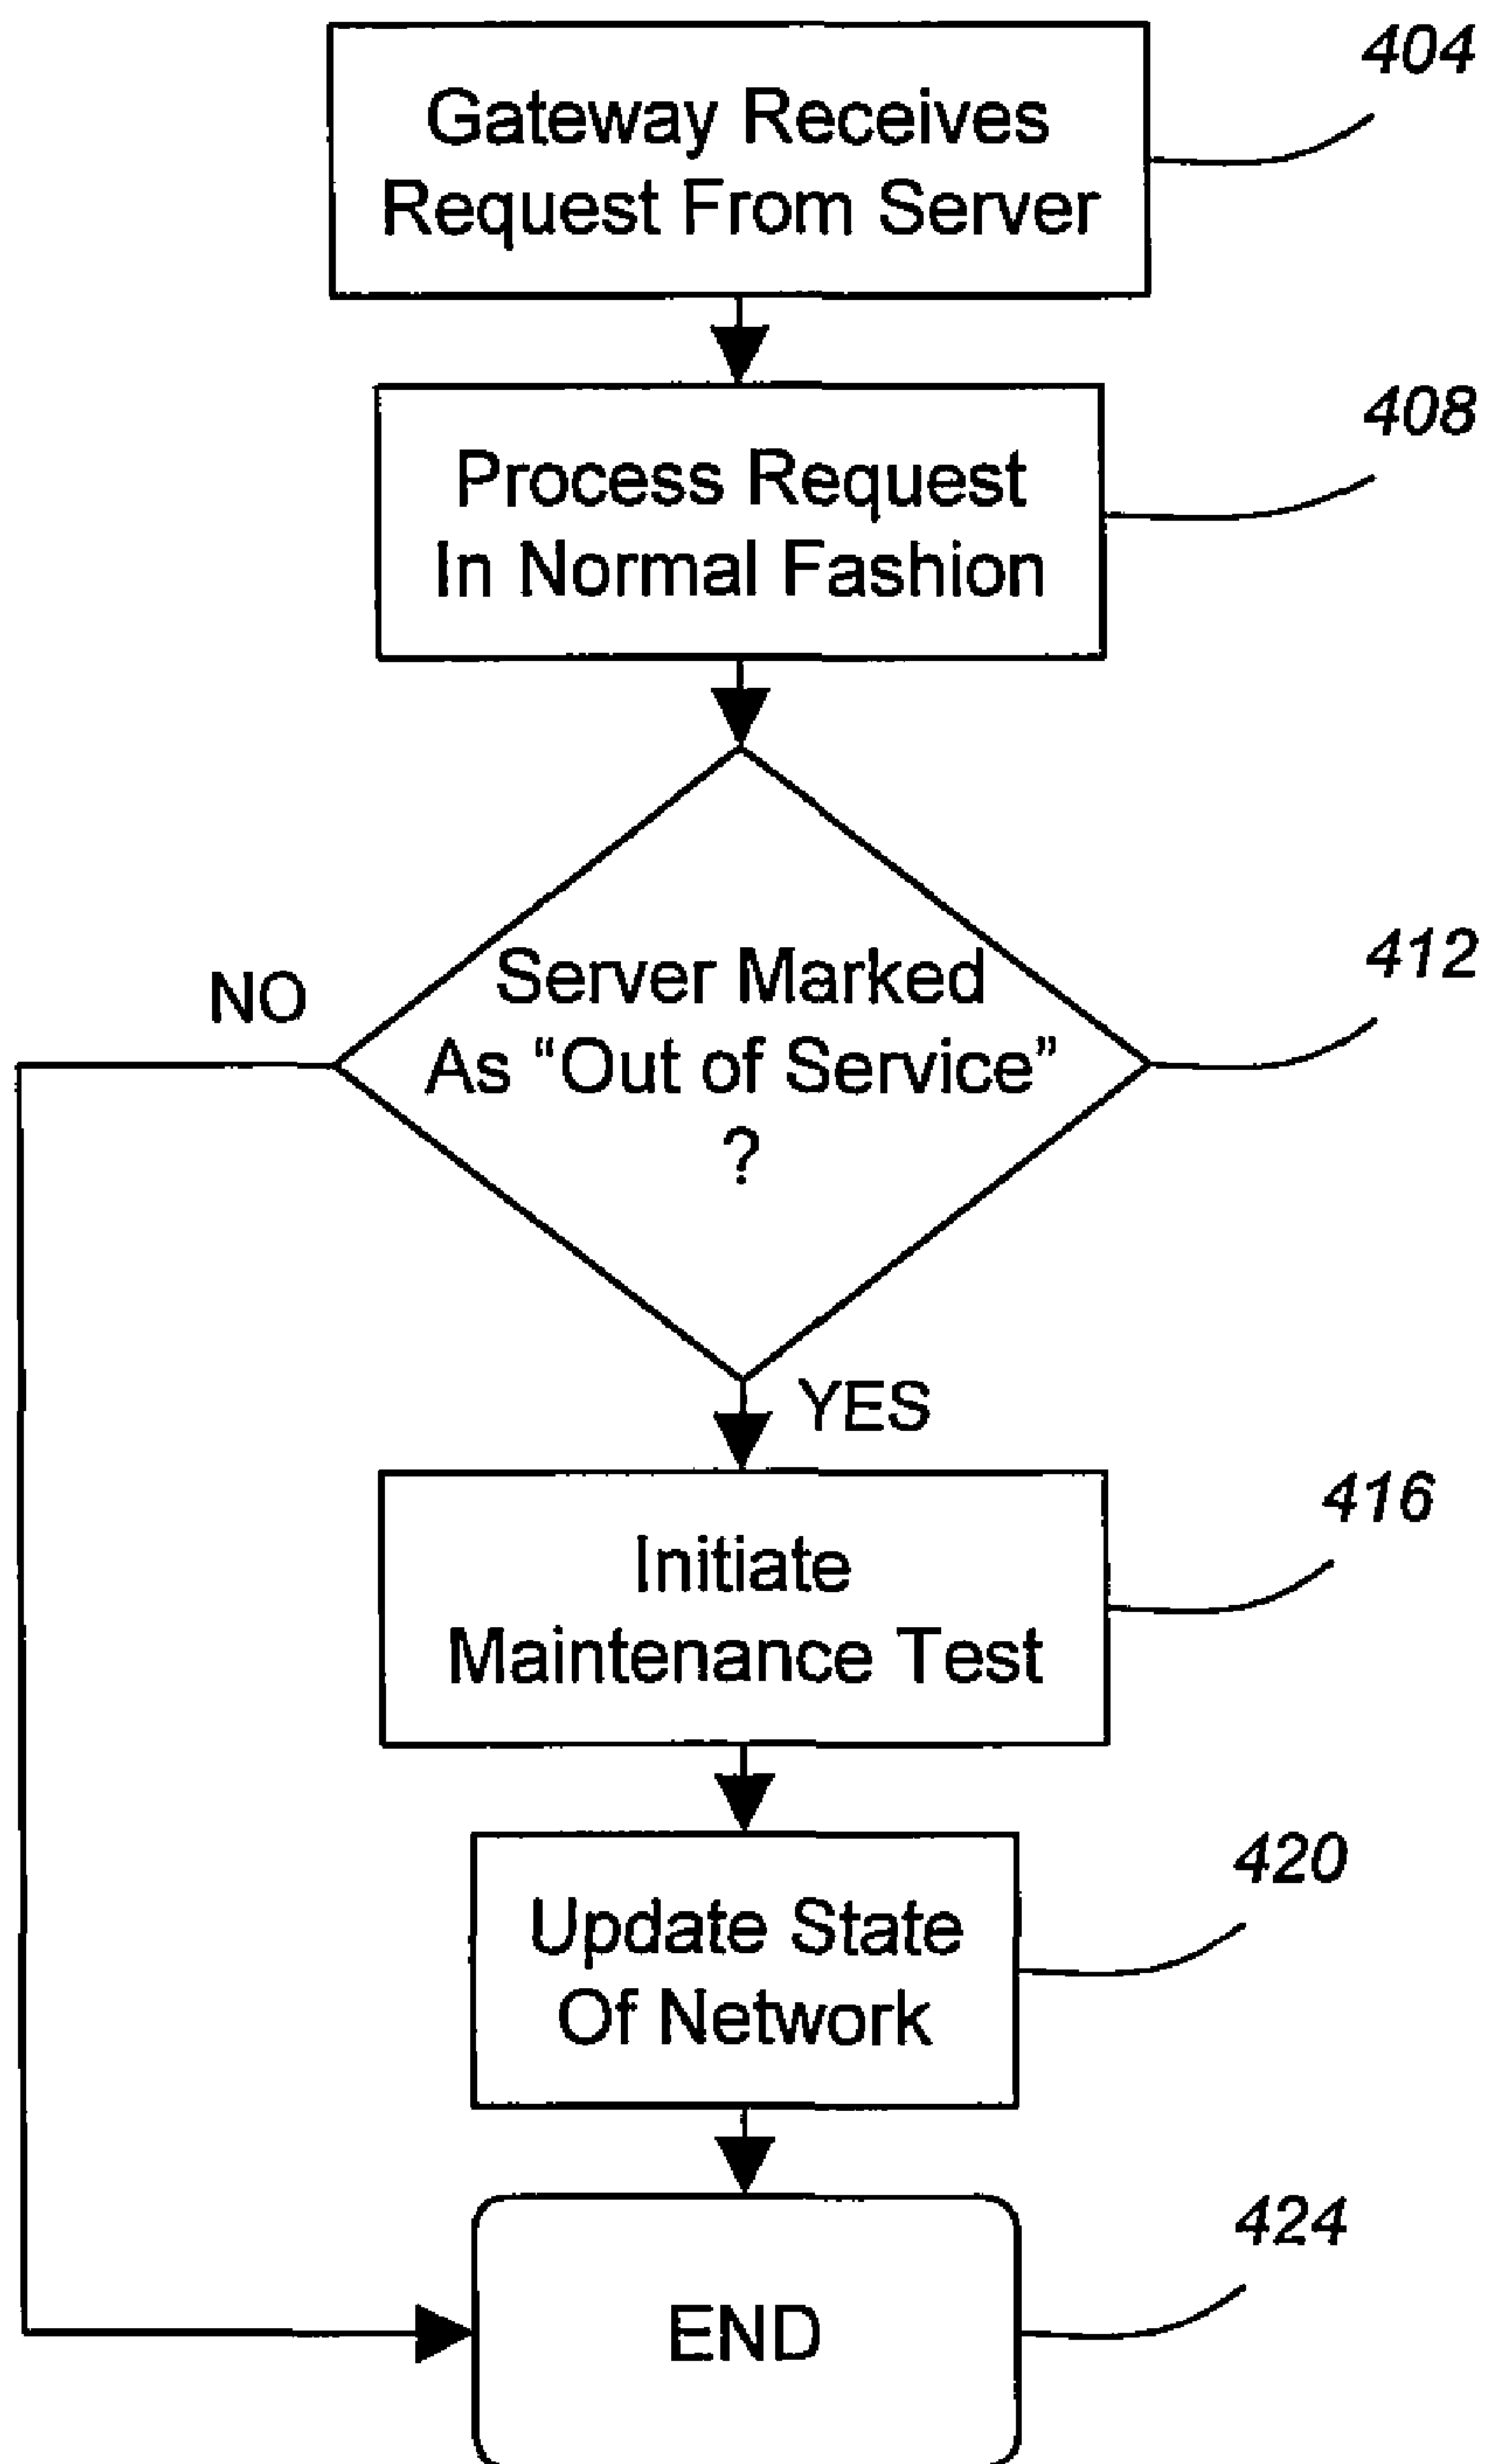 404
Gateway Receives
Request From Server
408
Process Request
In Normal Fashion
412
Server Marked
As “Out of Service”
?
NO
YES
416
Initiate
Maintenance Test
420
Update State
Of Network
424
END